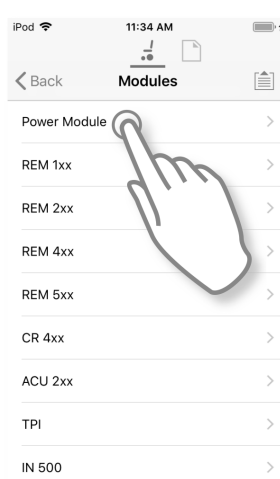 iPod 11:34 AM
Back Modules
Power Module
REM 1xx
REM 2xx
REM 4xx
REM 5xx
CR 4xx
ACU 2xx
TPI
IN 500